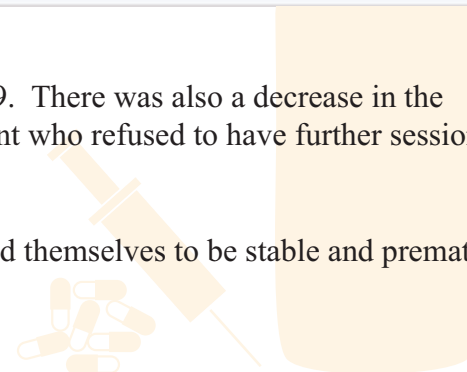 9. There was also a decrease in the
nt who refused to have further session
d themselves to be stable and premat